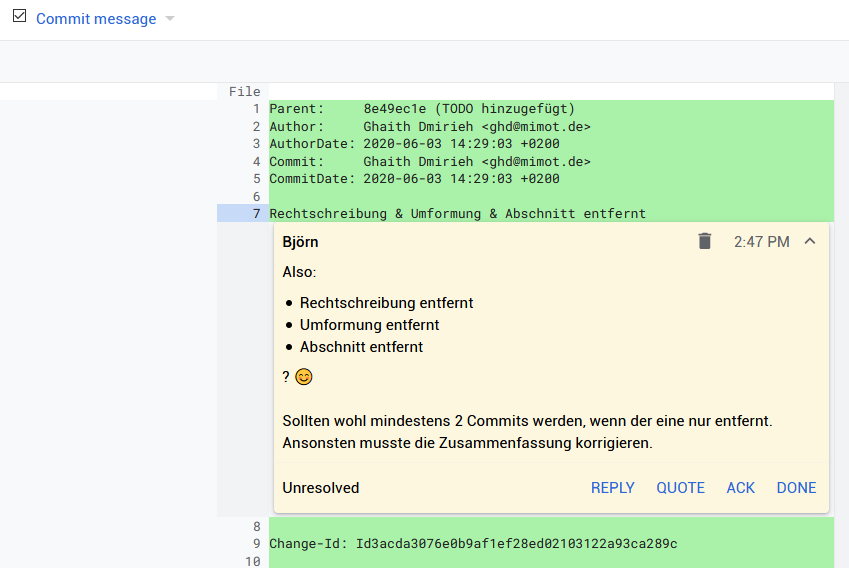 Commit message
File
1 Parent: 8e49ec1e (TODO hinzugefügt)
2 Author: Ghaith Dmirieh <ghd@mimot.de>
3 AuthorDate: 2020-06-03 14:29:03 +0200
4 Commit: Ghaith Dmirieh <ghd@mimot.de>
5 CommitDate: 2020-06-03 14:29:03 +0200
6
7 Rechtschreibung & Umformung & Abschnitt entfernt
Björn 2:47 PM
Also:
• Rechtschreibung entfernt
• Umformung entfernt
• Abschnitt entfernt
? 😊
Sollten wohl mindestens 2 Commits werden, wenn der eine nur entfernt.
Ansonsten musste die Zusammenfassung korrigieren.
Unresolved REPLY QUOTE ACK DONE
8
9 Change-Id: Id3acda3076e0b9af1ef28ed02103122a93ca289c
10